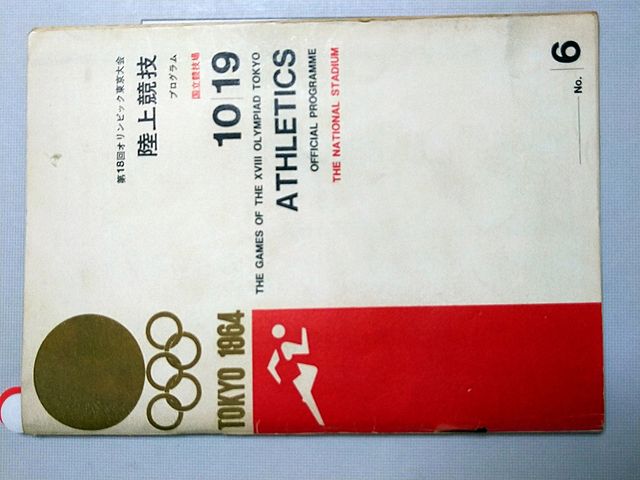 第18回オリンピック東京大会
陸上競技
プログラム
国立競技場
TOKYO 1964
10|19
THE GAMES OF THE XVIII OLYMPIAD TOKYO
ATHLETICS
OFFICIAL PROGRAMME
THE NATIONAL STADIUM
No. 6